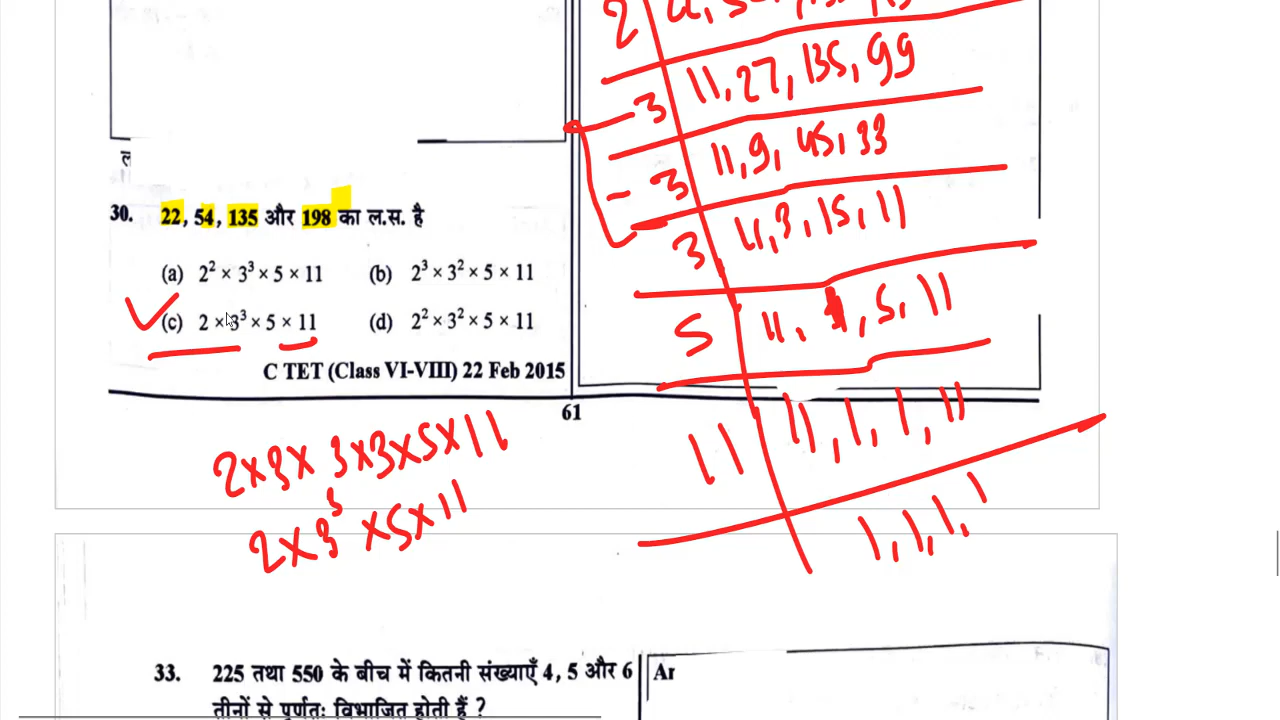 ल
30. 22, 54, 135 और 198 का ल.स. है
(a) 2² × 3³ × 5 × 11 (b) 2³ × 3² × 5 × 11
(c) 2 × 3³ × 5 × 11 (d) 2² × 3² × 5 × 11
C TET (Class VI-VIII) 22 Feb 2015
61
2×3×3×3×5×11
2×3³×5×11
2
3 11, 27, 135, 99
3 11, 9, 45, 33
3 11, 3, 15, 11
5 11, 1, 5, 11
11 11, 1, 1, 11
1, 1, 1, 1
33. 225 तथा 550 के बीच में कितनी संख्याएँ 4, 5 और 6
तीनों से पूर्णतः विभाजित होती हैं ?
Ar